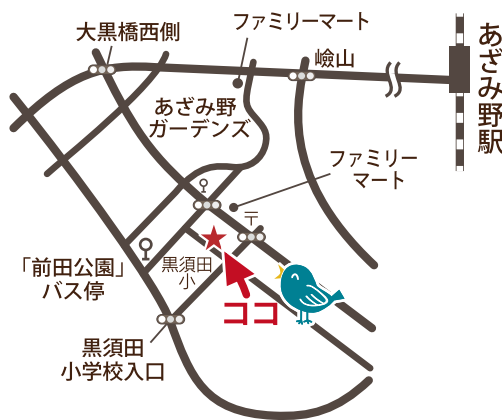 大黒橋西側
ファミリーマート
嶮山
あざみ野駅
あざみ野
ガーデンズ
ファミリー
マート
〒
「前田公園」
バス停
黒須田
小
ココ
黒須田
小学校入口